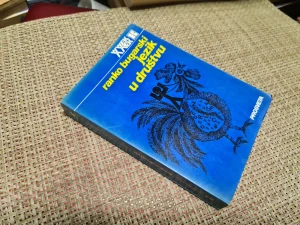 XX VEK
ranko bugarski
jezik
u društvu
PROSVETA